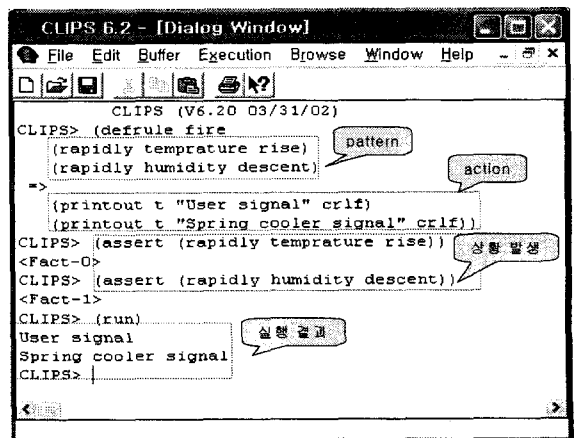 CLIPS 6.2 - [Dialog Window]
File Edit Buffer Execution Browse Window Help
CLIPS (V6.20 03/31/02)
CLIPS> (defrule fire
(rapidly temprature rise)
(rapidly humidity descent)
pattern
=>
action
(printout t "User signal" crlf)
(printout t "Spring cooler signal" crlf))
CLIPS> (assert (rapidly temprature rise))
상황 발생
<Fact-0>
CLIPS> (assert (rapidly humidity descent))
<Fact-1>
CLIPS> (run)
실행 결과
User signal
Spring cooler signal
CLIPS>